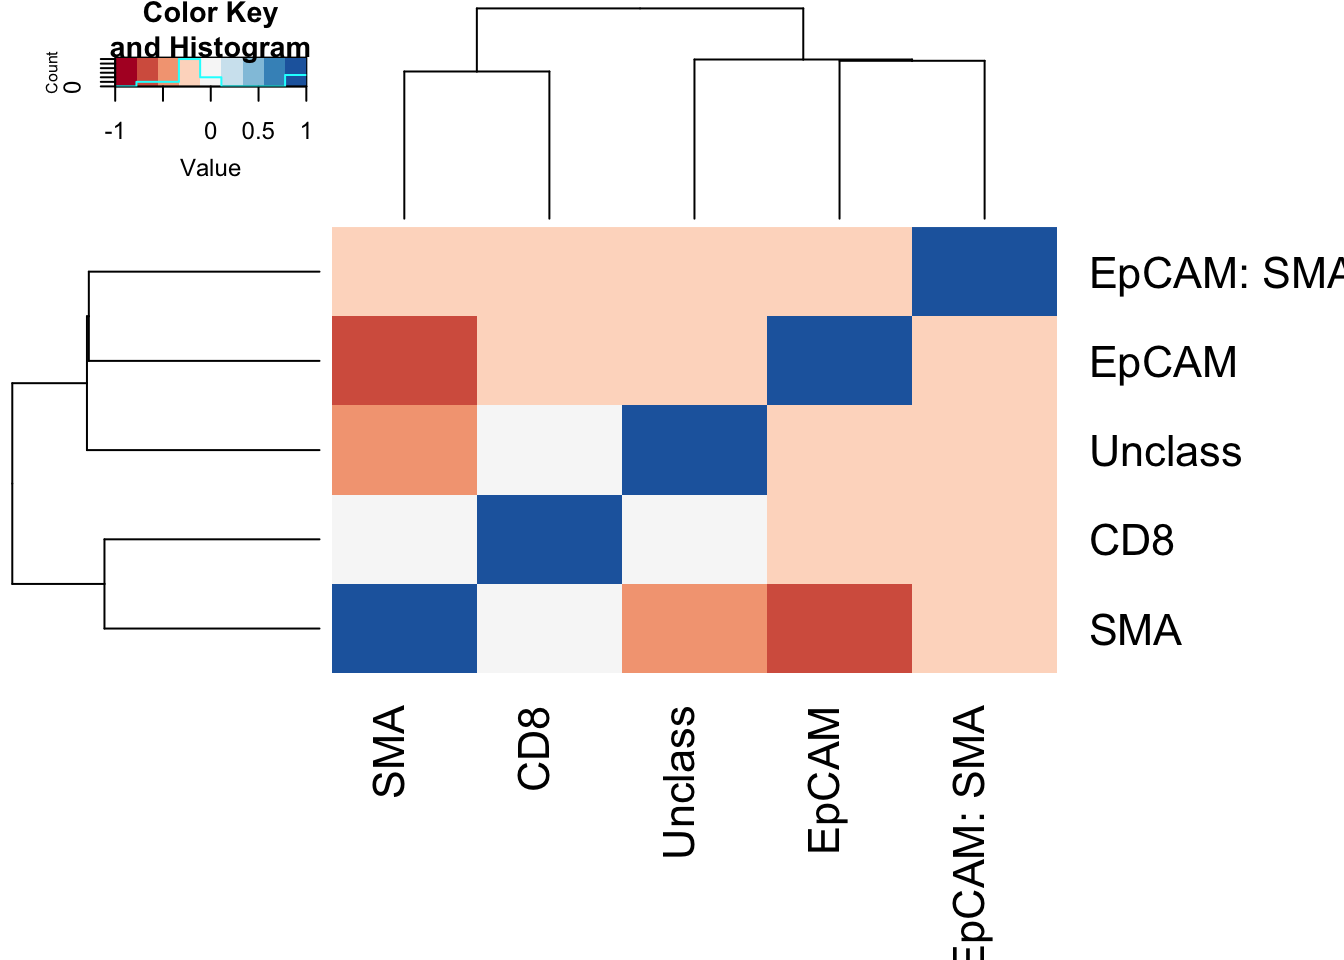 Color Key
and Histogram
Count
0
-1 0 0.5 1
Value
EpCAM: SMA
EpCAM
Unclass
CD8
SMA
SMA
CD8
Unclass
EpCAM
EpCAM: SMA